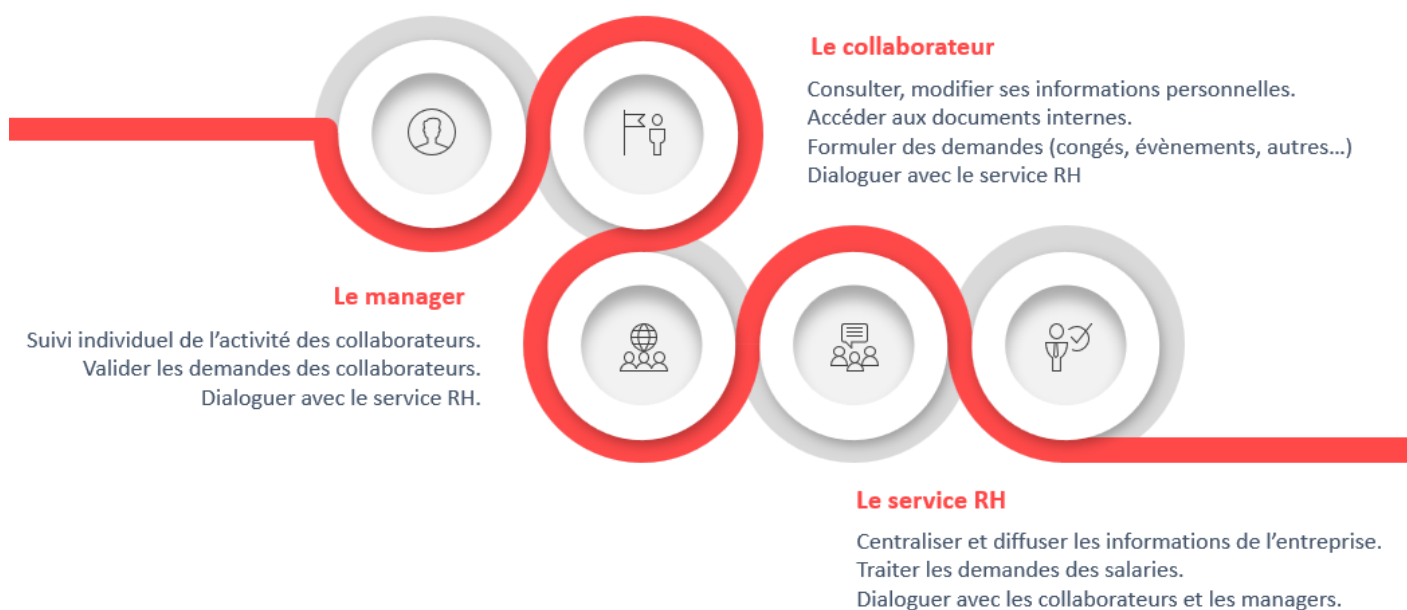 Le collaborateur
Consulter, modifier ses informations personnelles.
Accéder aux documents internes.
Formuler des demandes (congés, évènements, autres…)
Dialoguer avec le service RH
Le manager
Suivi individuel de l’activité des collaborateurs.
Valider les demandes des collaborateurs.
Dialoguer avec le service RH.
Le service RH
Centraliser et diffuser les informations de l’entreprise.
Traiter les demandes des salaries.
Dialoguer avec les collaborateurs et les managers.